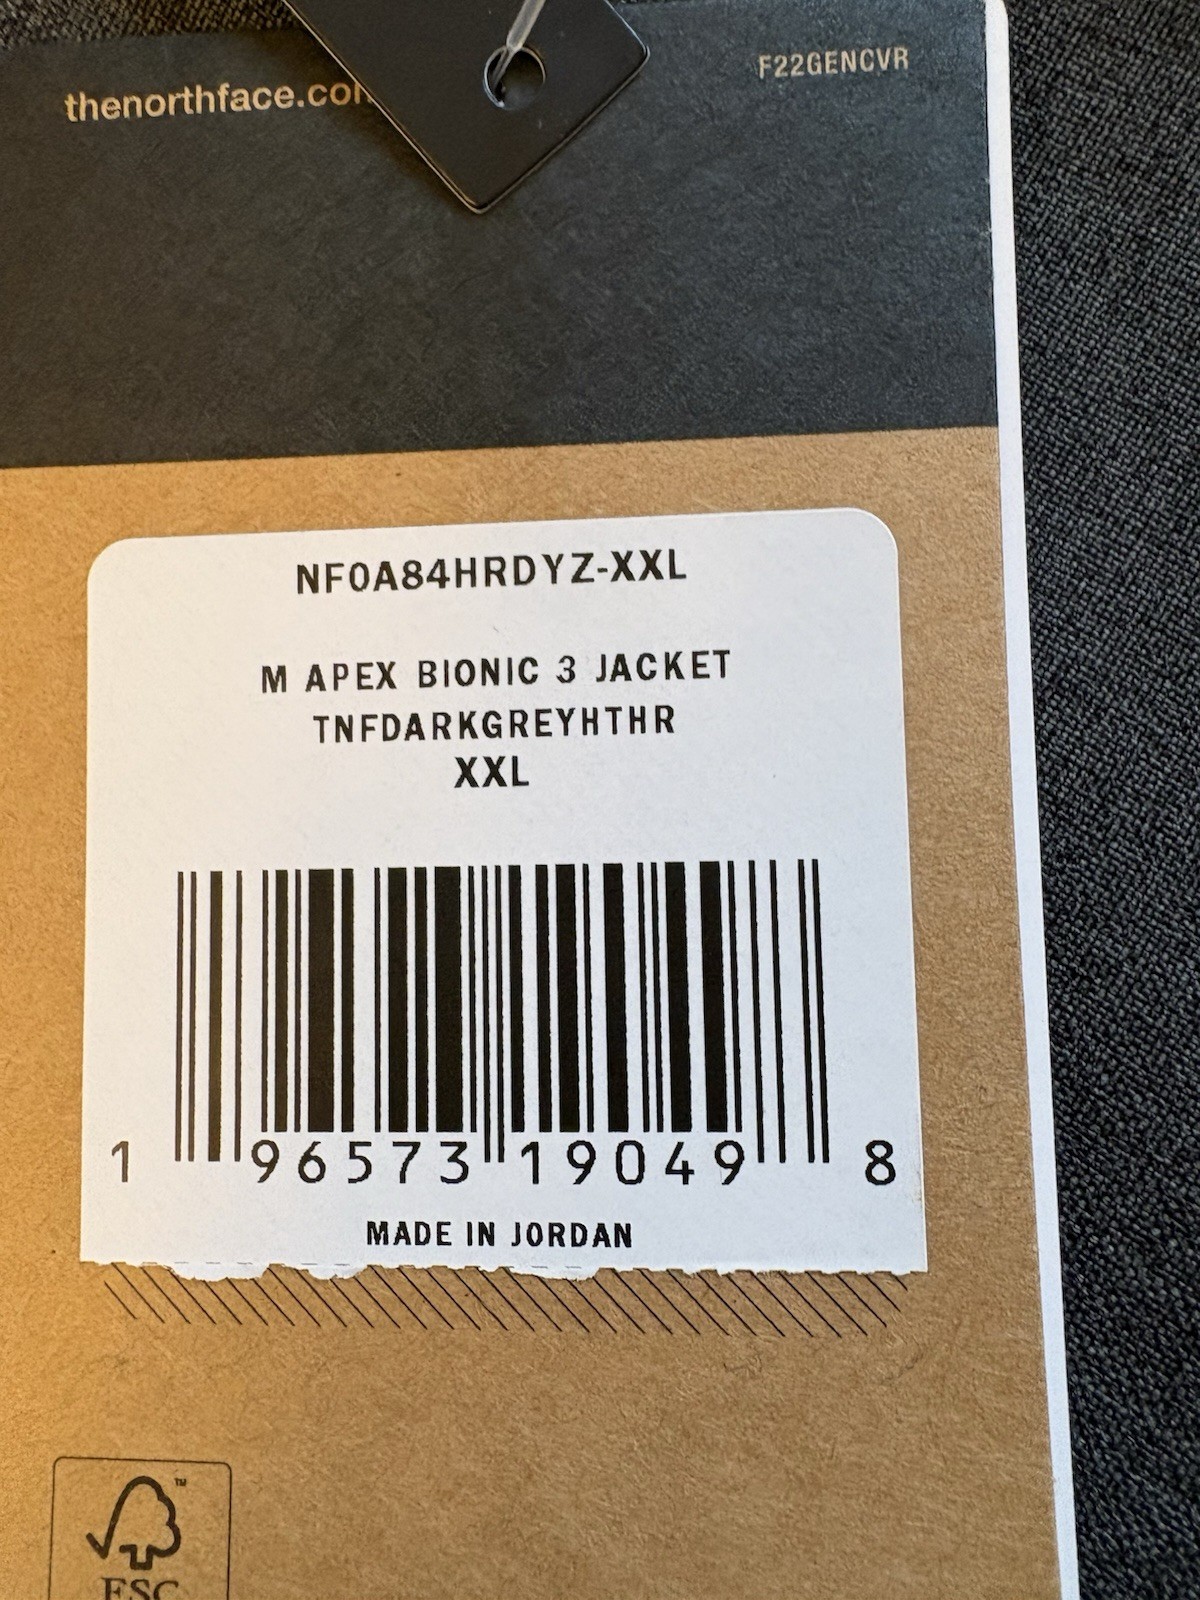 thenorthface.com
F22GENCVR
NF0A84HRDYZ-XXL
M APEX BIONIC 3 JACKET
TNFDARKGREYHTHR
XXL
1 96573 19049 8
MADE IN JORDAN
™
FSC